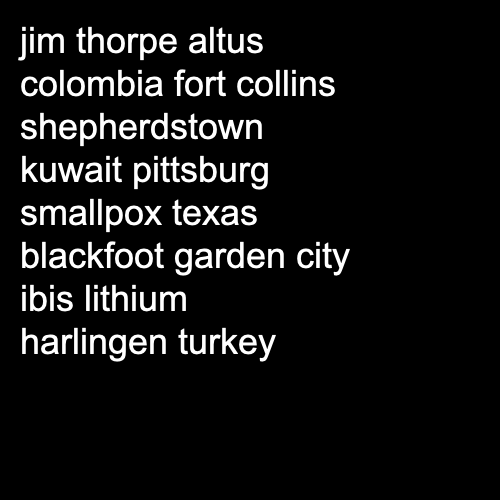 jim thorpe altus
colombia fort collins
shepherdstown
kuwait pittsburg
smallpox texas
blackfoot garden city
ibis lithium
harlingen turkey